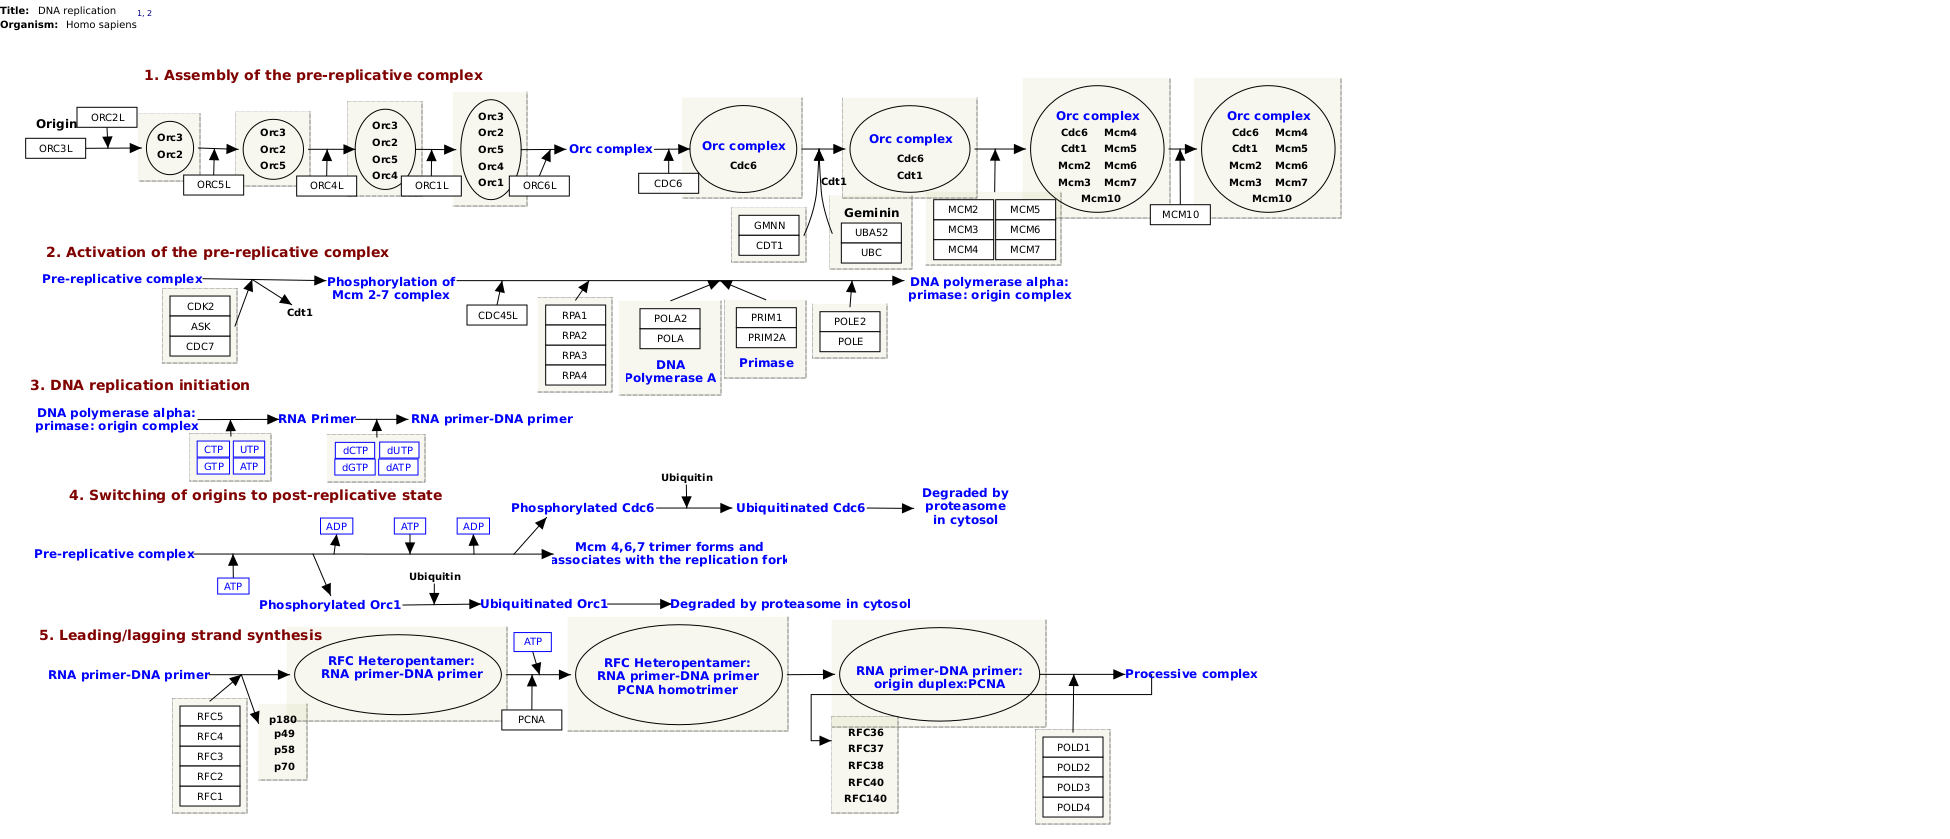 Title: DNA replication 1, 2
Organism: Homo sapiens
1. Assembly of the pre-replicative complex
Origin
ORC2L
ORC3L
Orc3
Orc2
ORC5L
Orc3
Orc2
Orc5
ORC4L
Orc3
Orc2
Orc5
Orc4
ORC1L
Orc3
Orc2
Orc5
Orc4
Orc1
ORC6L
Orc complex
CDC6
Orc complex
Cdc6
Cdt1
GMNN
CDT1
Geminin
UBA52
UBC
Orc complex
Cdc6
Cdt1
MCM2 MCM5
MCM3 MCM6
MCM4 MCM7
Orc complex
Cdc6 Mcm4
Cdt1 Mcm5
Mcm2 Mcm6
Mcm3 Mcm7
Mcm10
MCM10
Orc complex
Cdc6 Mcm4
Cdt1 Mcm5
Mcm2 Mcm6
Mcm3 Mcm7
Mcm10
2. Activation of the pre-replicative complex
Pre-replicative complex
CDK2
ASK
CDC7
Cdt1
Phosphorylation of
Mcm 2-7 complex
CDC45L
RPA1
RPA2
RPA3
RPA4
POLA2
POLA
DNA
Polymerase A
PRIM1
PRIM2A
Primase
POLE2
POLE
DNA polymerase alpha:
primase: origin complex
3. DNA replication initiation
DNA polymerase alpha:
primase: origin complex
CTP UTP
GTP ATP
RNA Primer
dCTP dUTP
dGTP dATP
RNA primer-DNA primer
4. Switching of origins to post-replicative state
Pre-replicative complex
ATP
ADP
ATP
ADP
Phosphorylated Cdc6
Ubiquitin
Ubiquitinated Cdc6
Degraded by
proteasome
in cytosol
Mcm 4,6,7 trimer forms and
associates with the replication fork
Phosphorylated Orc1
Ubiquitin
Ubiquitinated Orc1
Degraded by proteasome in cytosol
5. Leading/lagging strand synthesis
RNA primer-DNA primer
RFC5
RFC4
RFC3
RFC2
RFC1
p180
p49
p58
p70
RFC Heteropentamer:
RNA primer-DNA primer
ATP
PCNA
RFC Heteropentamer:
RNA primer-DNA primer
PCNA homotrimer
RNA primer-DNA primer:
origin duplex:PCNA
RFC36
RFC37
RFC38
RFC40
RFC140
POLD1
POLD2
POLD3
POLD4
Processive complex